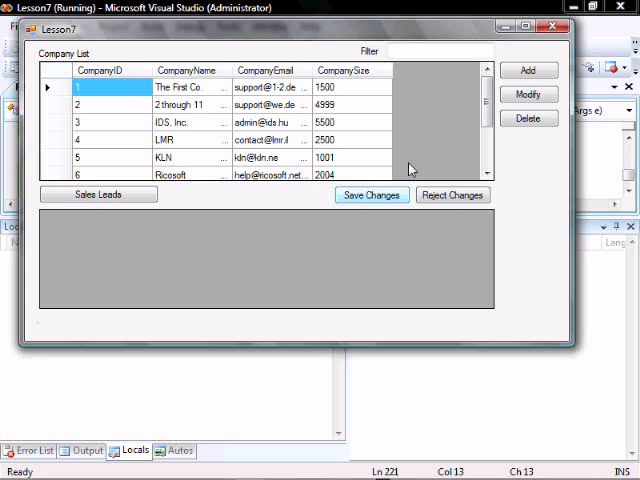 Lesson7 (Running) - Microsoft Visual Studio (Administrator)
Lesson7
Company List
Filter
CompanyID CompanyName CompanyEmail CompanySize
1 The First Co. ... support@1-2.de ... 1500
2 2 through 11 ... support@we.de ... 4999
3 IDS, Inc. ... admin@ids.hu ... 5500
4 LMR ... contact@lmr.il ... 2500
5 KLN ... kln@kln.ne ... 1001
6 Ricosoft ... help@ricosoft.net... 2004
Add
Modify
Delete
Args e)
Sales Leads
Save Changes
Reject Changes
Loc
Lang
Error List Output Locals Autos
Ready Ln 221 Col 13 Ch 13 INS